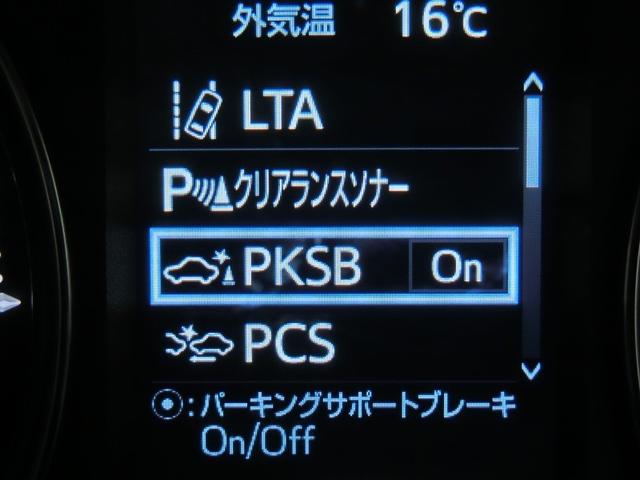 外気温 16℃
LTA
Pクリアランスソナー
PKSB On
PCS
:パーキングサポートブレーキ
On/Off